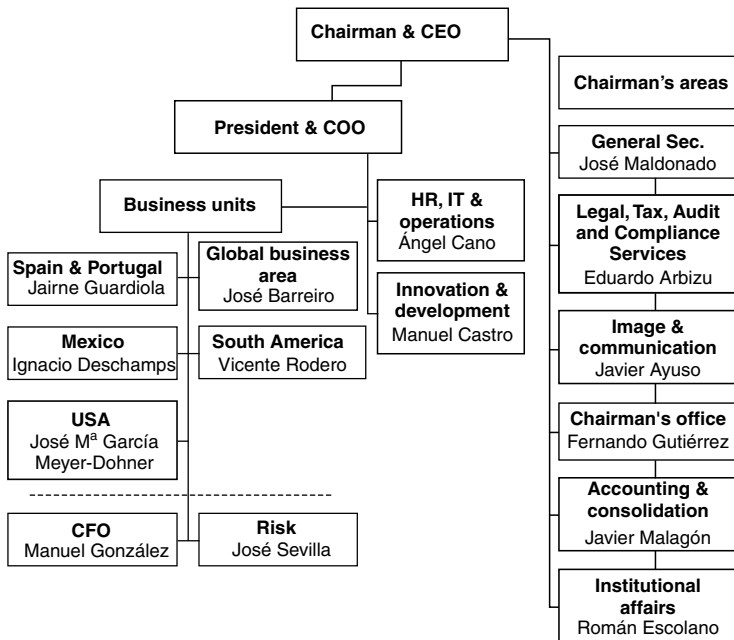 Chairman & CEO
Chairman's areas
President & COO
General Sec.
José Maldonado
Business units
HR, IT &
operations
Ángel Cano
Legal, Tax, Audit
and Compliance
Services
Eduardo Arbizu
Spain & Portugal
Jairne Guardiola
Global business
area
José Barreiro
Innovation &
development
Manuel Castro
Mexico
Ignacio Deschamps
South America
Vicente Rodero
Image &
communication
Javier Ayuso
USA
José Mª García
Meyer-Dohner
Chairman's office
Fernando Gutiérrez
CFO
Manuel González
Risk
José Sevilla
Accounting &
consolidation
Javier Malagón
Institutional
affairs
Román Escolano